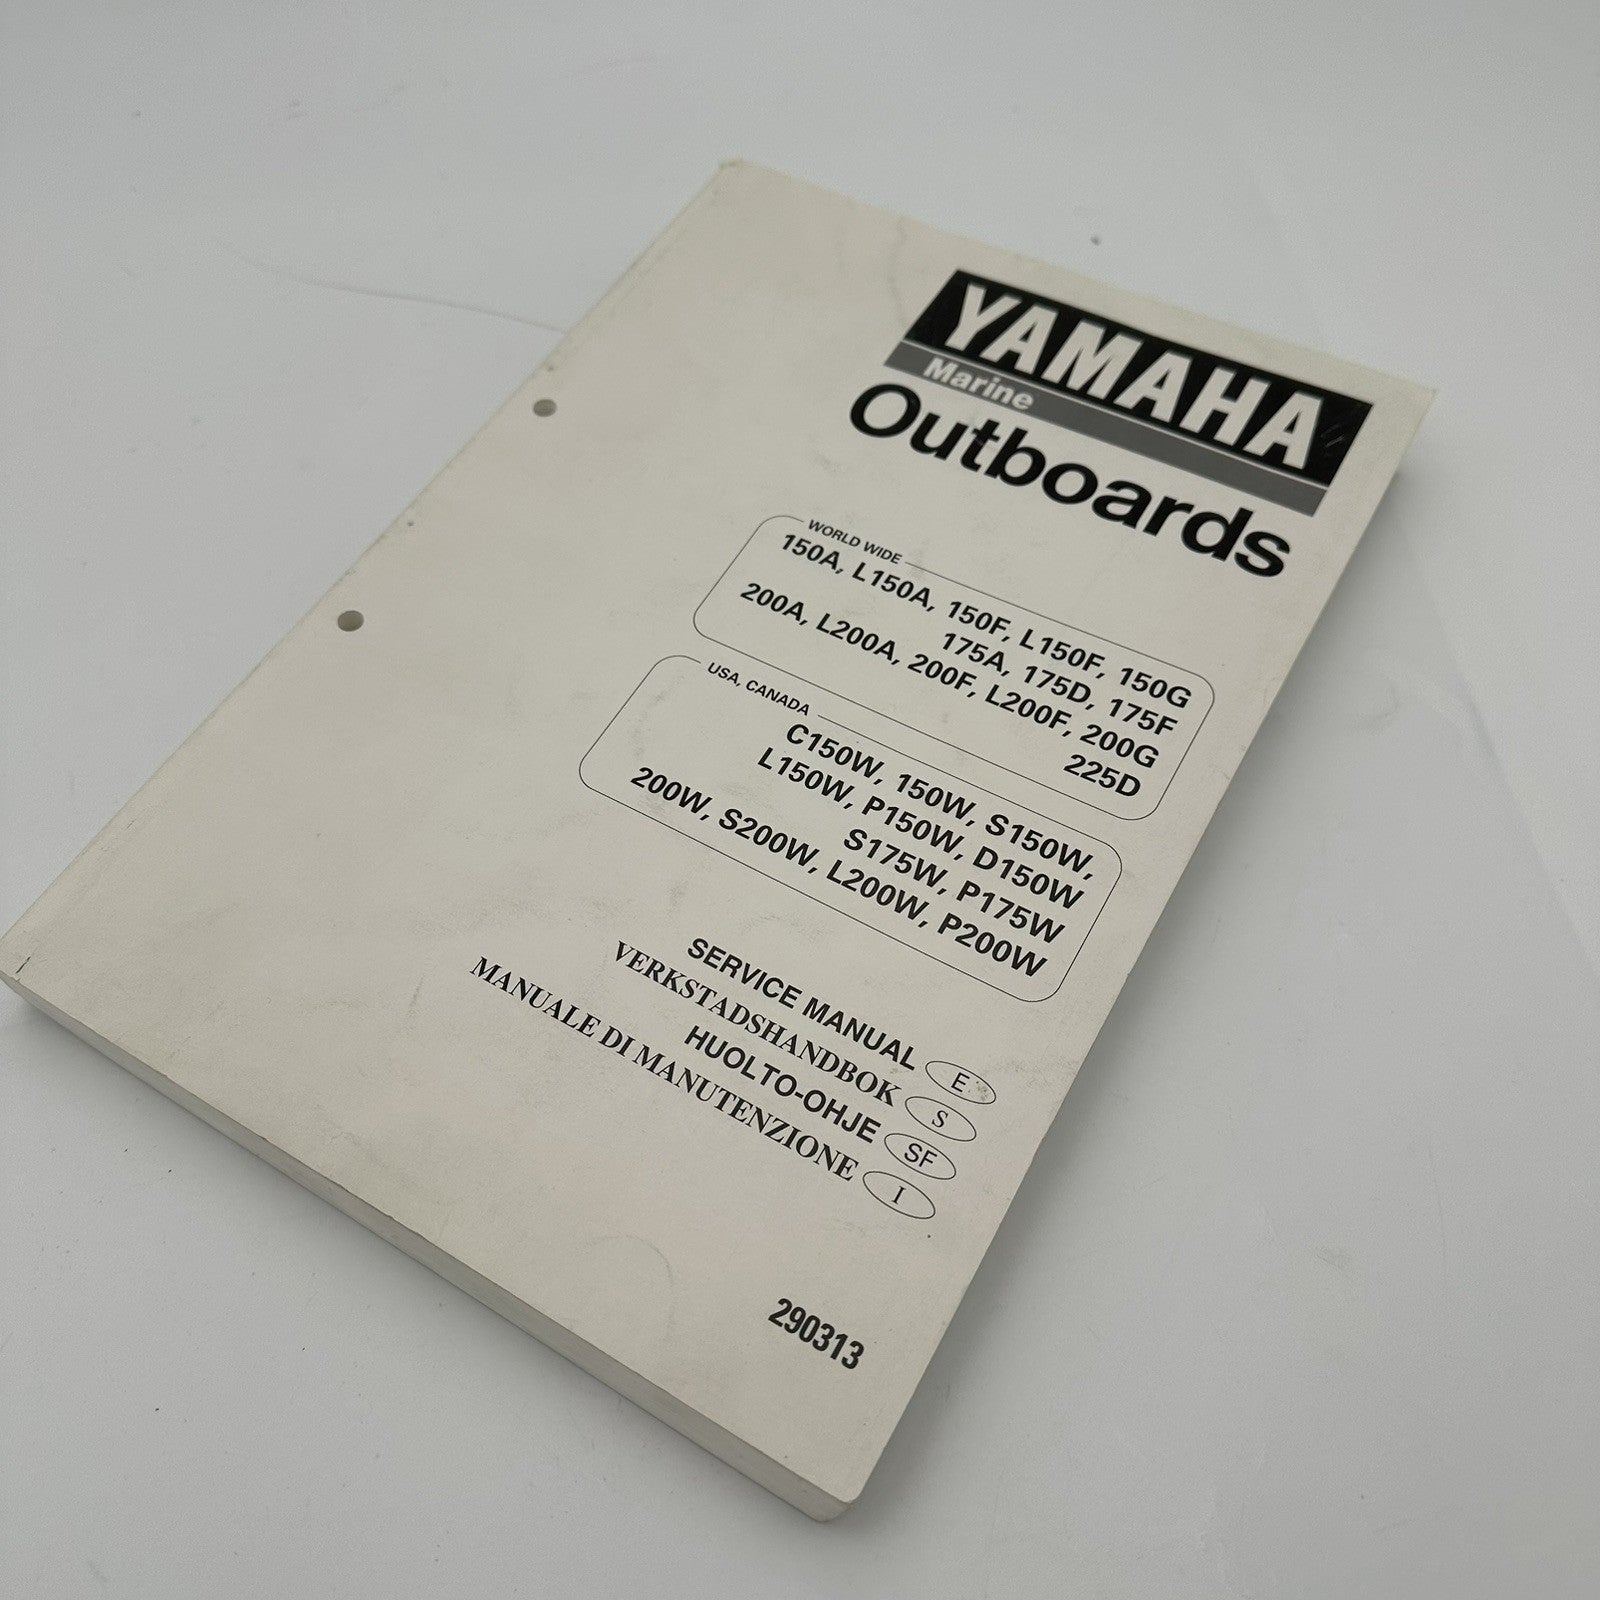 YAMAHA
Marine
Outboards
WORLD WIDE
150A, L150A, 150F, L150F, 150G
175A, 175D, 175F
200A, L200A, 200F, L200F, 200G
225D
USA, CANADA
C150W, 150W, S150W,
L150W, P150W, D150W
S175W, P175W
200W, S200W, L200W, P200W
SERVICE MANUAL E
VERKSTADSHANDBOK S
HUOLTO-OHJE SF
MANUALE DI MANUTENZIONE I
290313